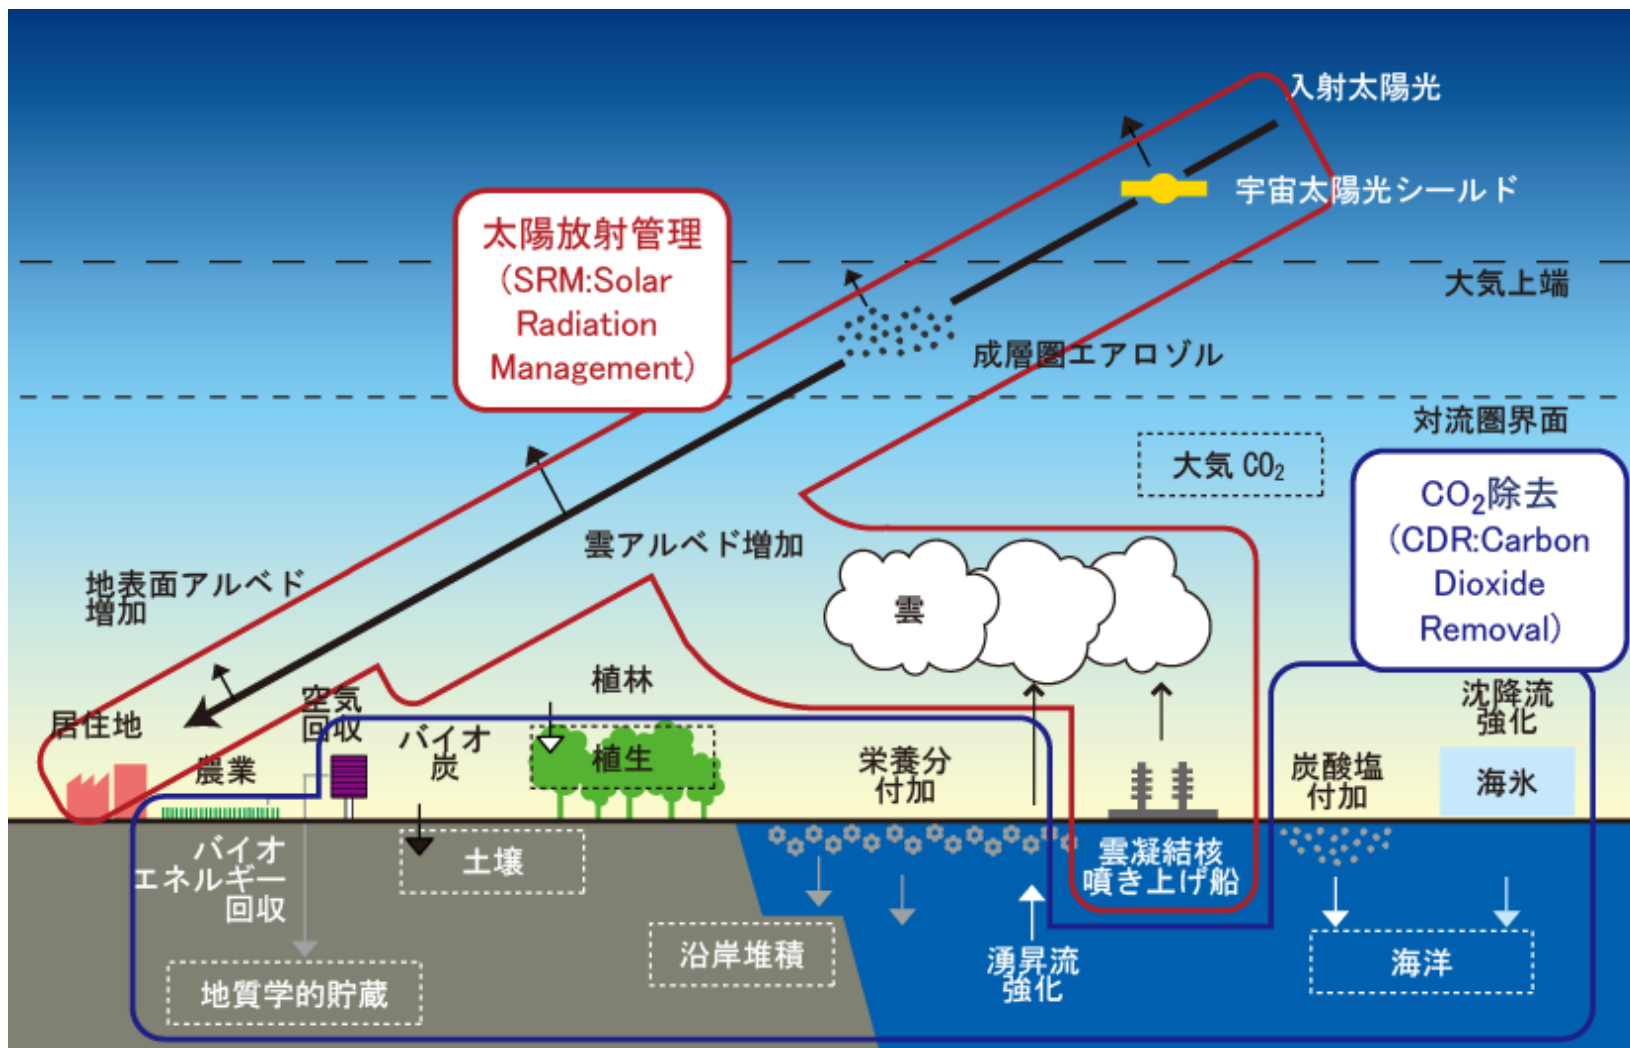 入射太陽光
宇宙太陽光シールド
太陽放射管理
(SRM:Solar
Radiation
Management)
大気上端
成層圏エアロゾル
対流圏界面
大気 CO₂
CO₂除去
(CDR:Carbon
Dioxide
Removal)
雲アルベド増加
地表面アルベド
増加
雲
居住地
農業
空気
回収
バイオ
炭
植林
植生
栄養分
付加
沈降流
強化
炭酸塩
付加
海氷
バイオ
エネルギー
回収
土壌
雲凝結核
噴き上げ船
地質学的貯蔵
沿岸堆積
湧昇流
強化
海洋